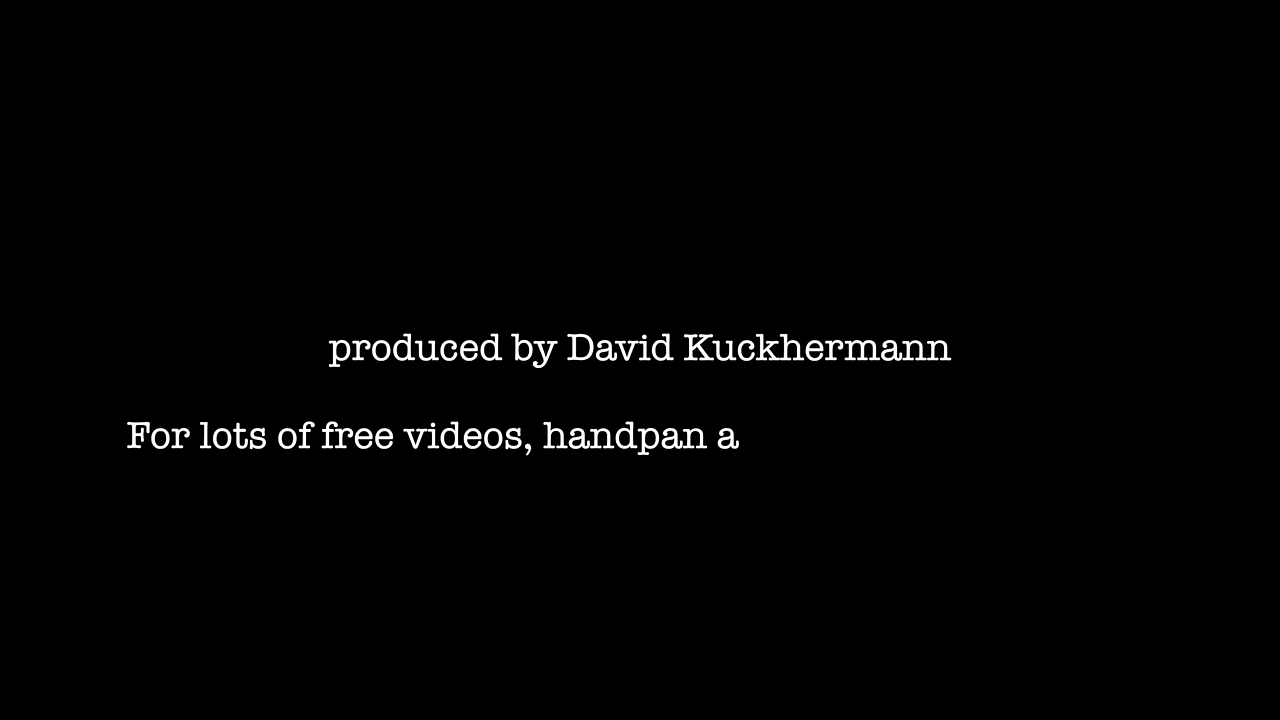 produced by David Kuckhermann
For lots of free videos, handpan a